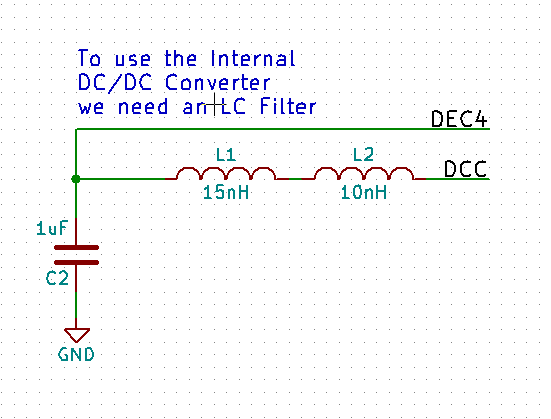 To use the Internal
DC/DC Converter
we need an LC Filter
DEC4
L1
L2
DCC
15nH
10nH
1uF
C2
GND